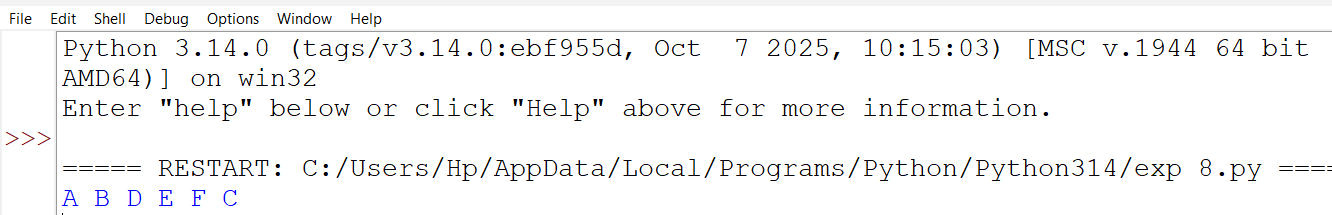 File Edit Shell Debug Options Window Help
Python 3.14.0 (tags/v3.14.0:ebf955d, Oct  7 2025, 10:15:03) [MSC v.1944 64 bit
AMD64)] on win32
Enter "help" below or click "Help" above for more information.
>>>
===== RESTART: C:/Users/Hp/AppData/Local/Programs/Python/Python314/exp 8.py ====
A B D E F C